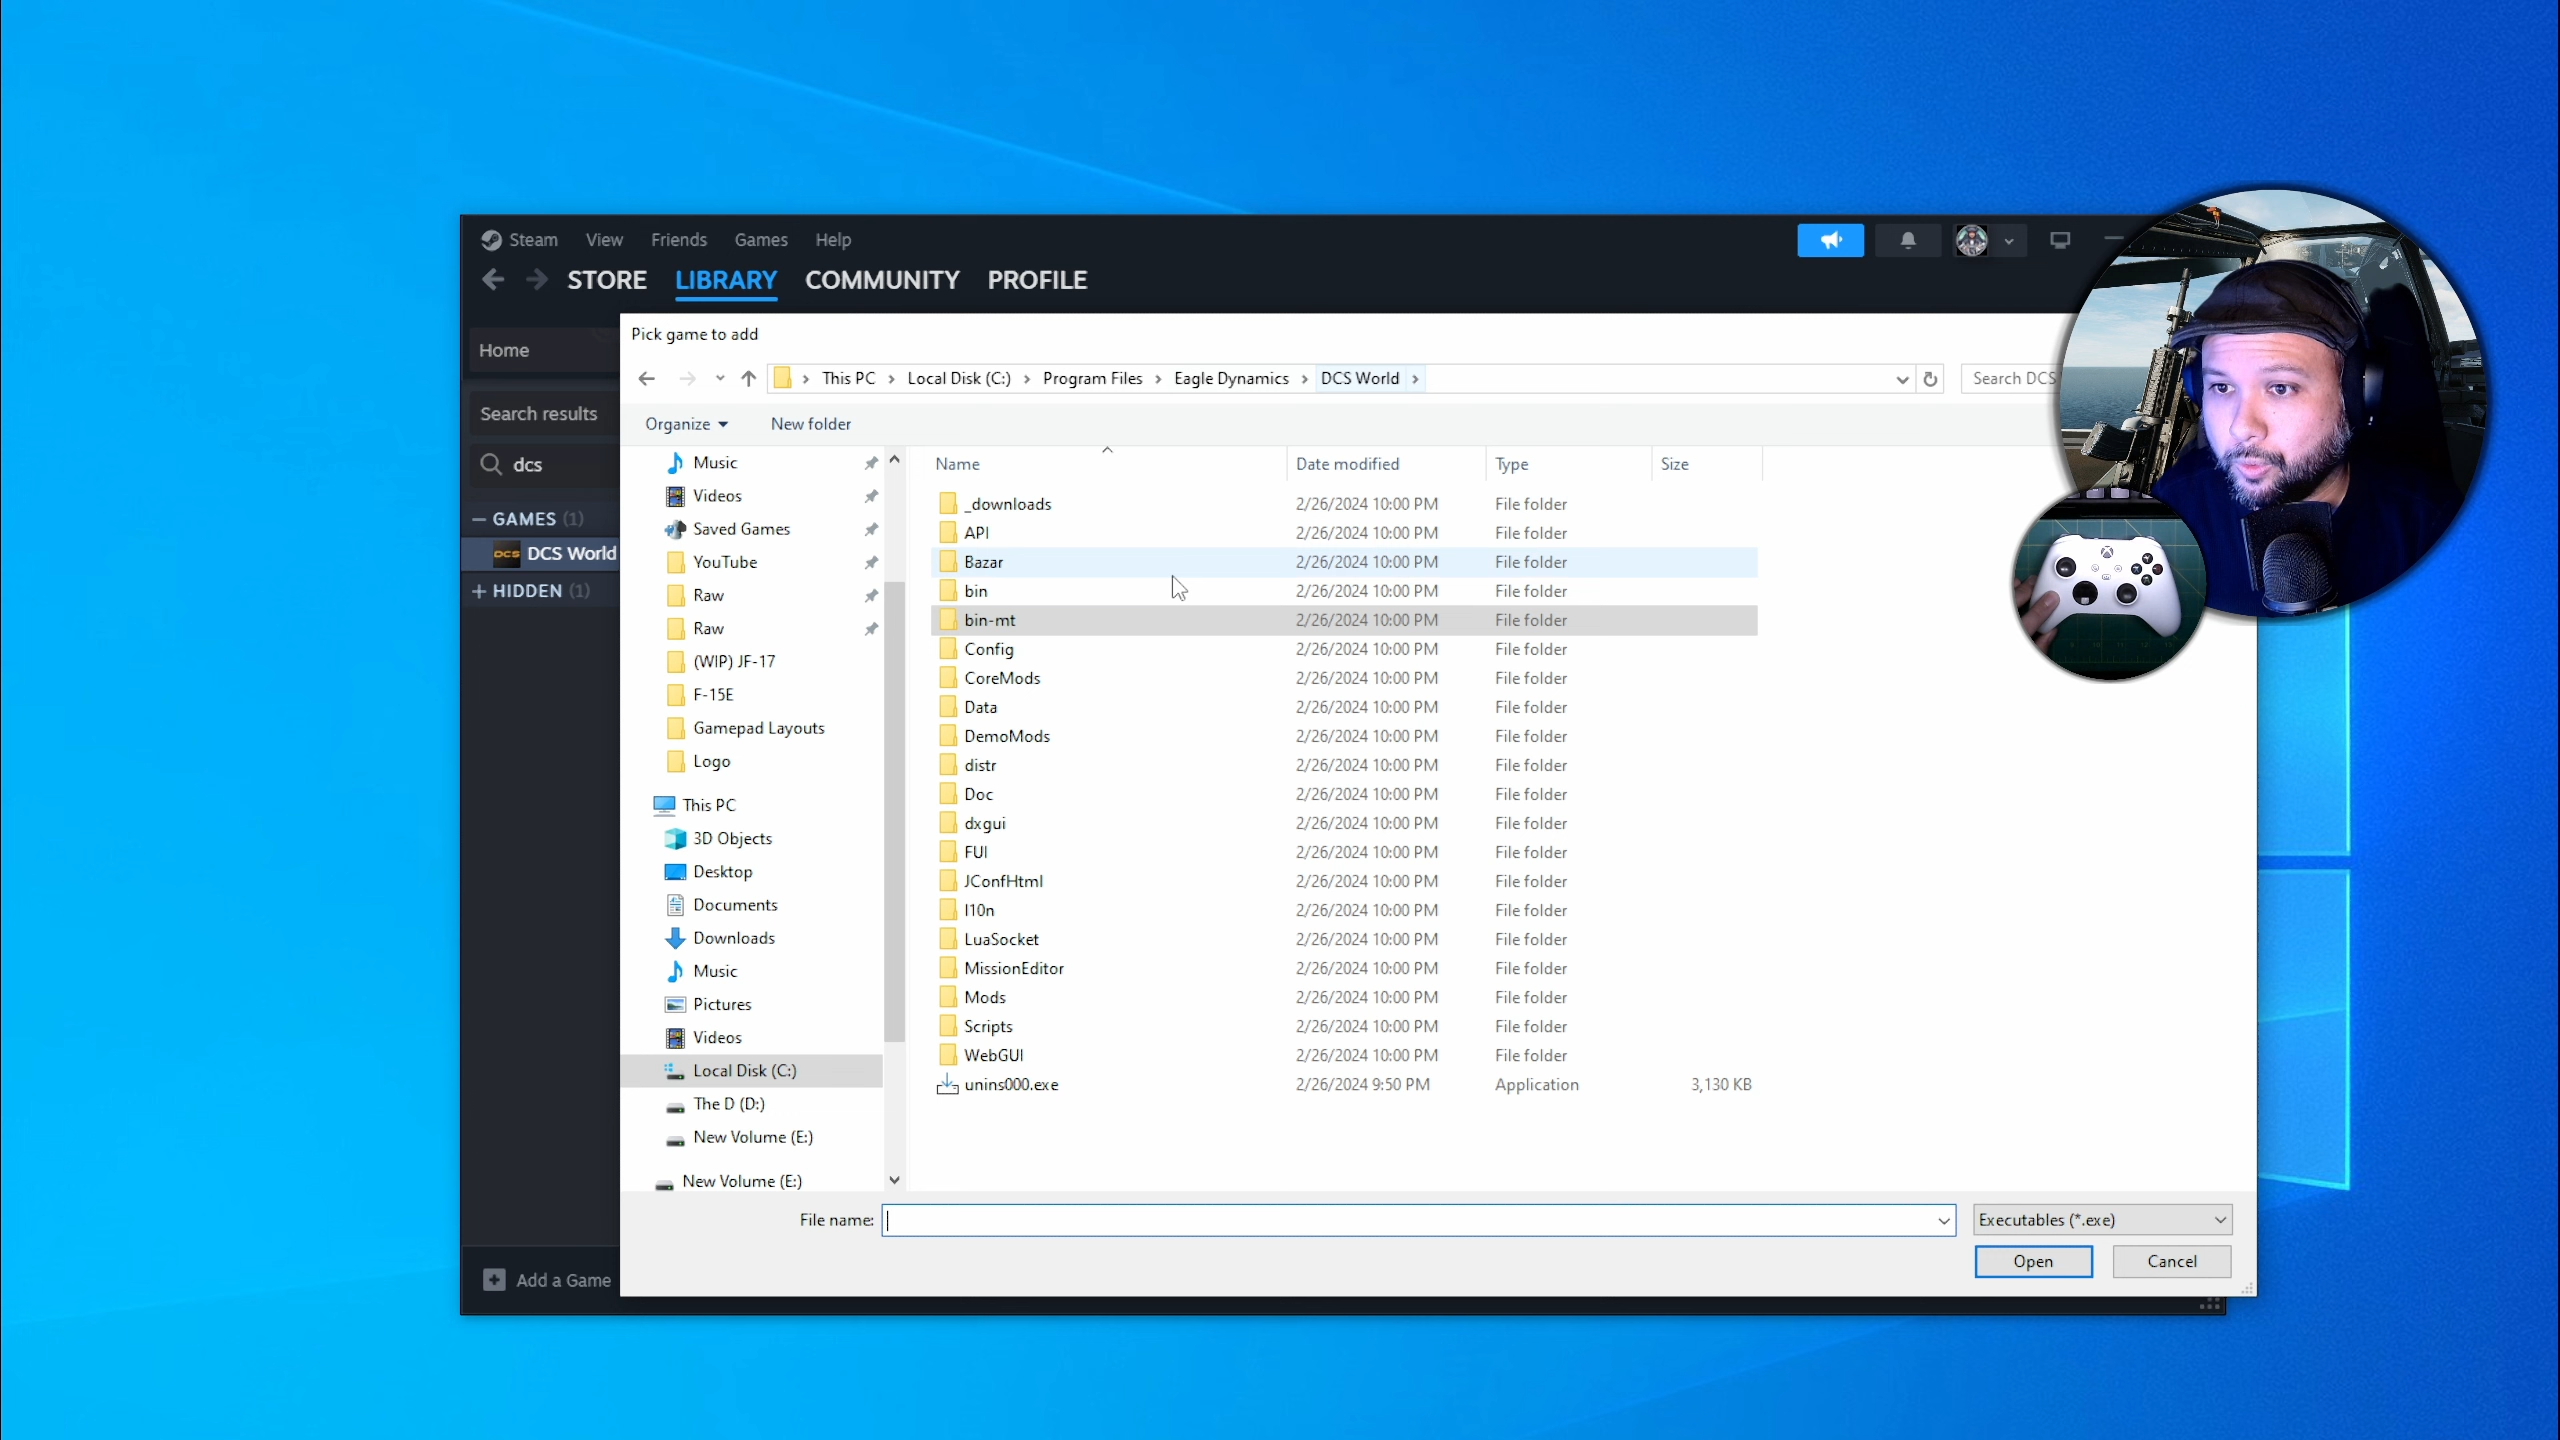 Steam View Friends Games Help
STORE LIBRARY COMMUNITY PROFILE
Home
Search results
dcs
GAMES (1)
DCS DCS World
HIDDEN (1)
Add a Game
Pick game to add
This PC Local Disk (C:) Program Files Eagle Dynamics DCS World
Search DCS
Organize New folder
Music
Videos
Saved Games
YouTube
Raw
Raw
(WIP) JF-17
F-15E
Gamepad Layouts
Logo
This PC
3D Objects
Desktop
Documents
Downloads
Music
Pictures
Videos
Local Disk (C:)
The D (D:)
New Volume (E:)
New Volume (E:)
Name Date modified Type Size
_downloads 2/26/2024 10:00 PM File folder
API 2/26/2024 10:00 PM File folder
Bazar 2/26/2024 10:00 PM File folder
bin 2/26/2024 10:00 PM File folder
bin-mt 2/26/2024 10:00 PM File folder
Config 2/26/2024 10:00 PM File folder
CoreMods 2/26/2024 10:00 PM File folder
Data 2/26/2024 10:00 PM File folder
DemoMods 2/26/2024 10:00 PM File folder
distr 2/26/2024 10:00 PM File folder
Doc 2/26/2024 10:00 PM File folder
dxgui 2/26/2024 10:00 PM File folder
FUI 2/26/2024 10:00 PM File folder
JConfHtml 2/26/2024 10:00 PM File folder
l10n 2/26/2024 10:00 PM File folder
LuaSocket 2/26/2024 10:00 PM File folder
MissionEditor 2/26/2024 10:00 PM File folder
Mods 2/26/2024 10:00 PM File folder
Scripts 2/26/2024 10:00 PM File folder
WebGUI 2/26/2024 10:00 PM File folder
unins000.exe 2/26/2024 9:50 PM Application 3,130 KB
File name: Executables (*.exe)
Open Cancel